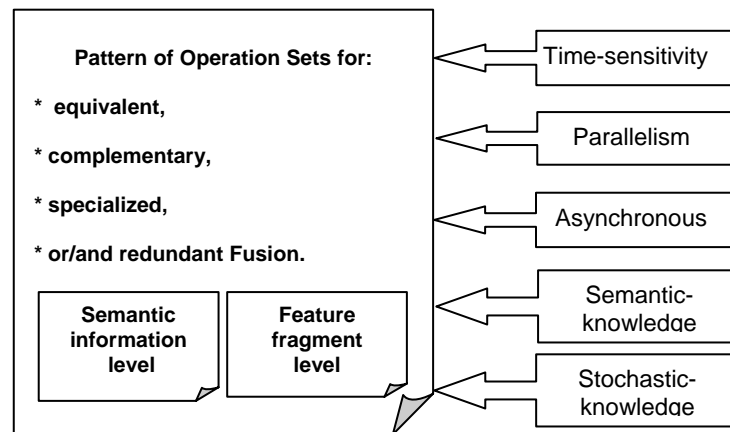 Pattern of Operation Sets for:
* equivalent,
* complementary,
* specialized,
* or/and redundant Fusion.
Semantic
information
level
Feature
fragment
level
Time-sensitivity
Parallelism
Asynchronous
Semantic-
knowledge
Stochastic-
knowledge